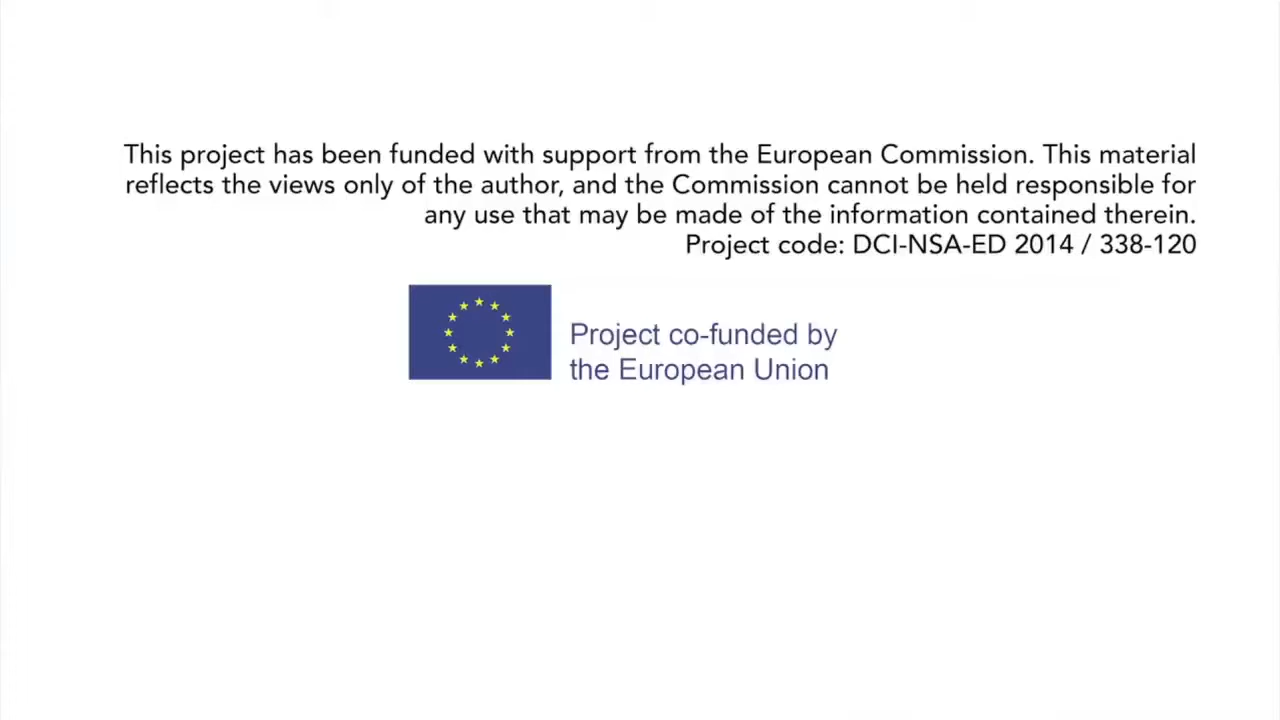 This project has been funded with support from the European Commission. This material
reflects the views only of the author, and the Commission cannot be held responsible for
any use that may be made of the information contained therein.
Project code: DCI-NSA-ED 2014 / 338-120
Project co-funded by
the European Union